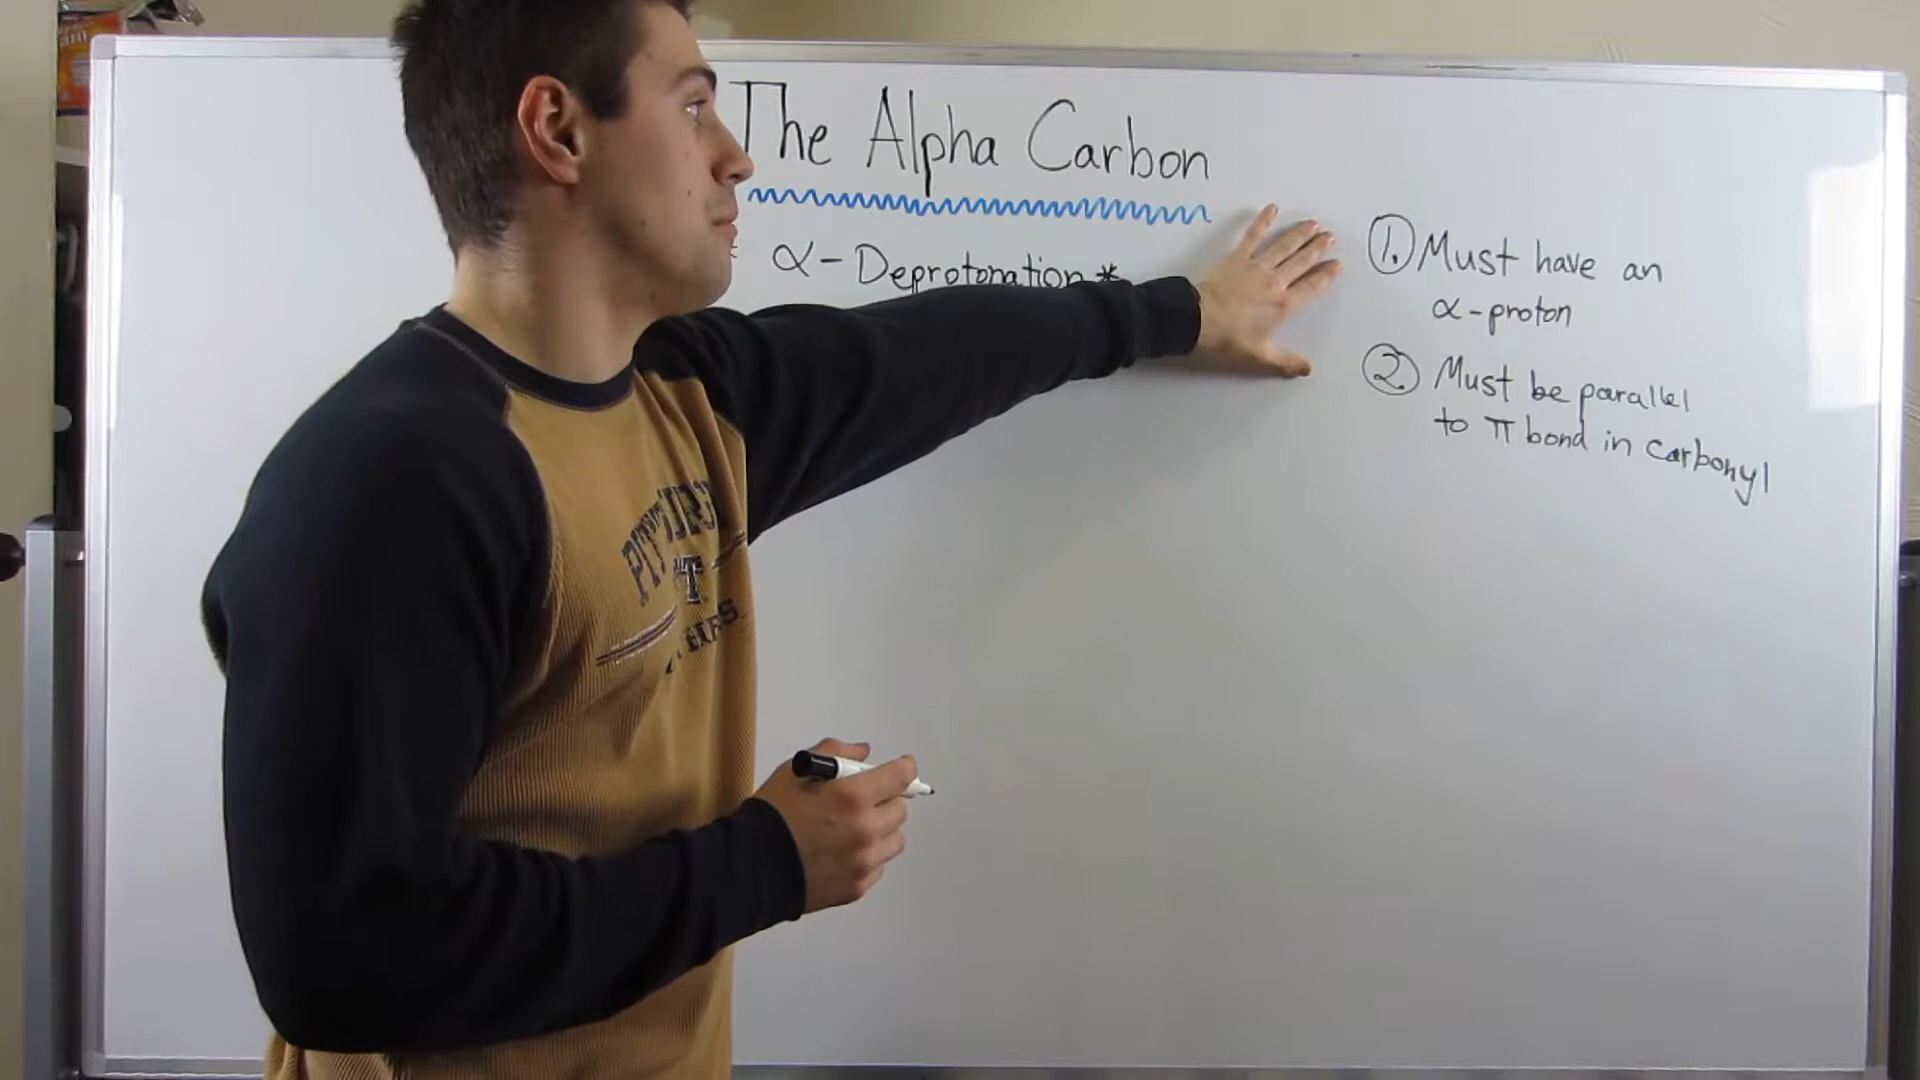 The Alpha Carbon
α-Deprotonation *
1. Must have an
α-proton
2. Must be parallel
to π bond in carbonyl